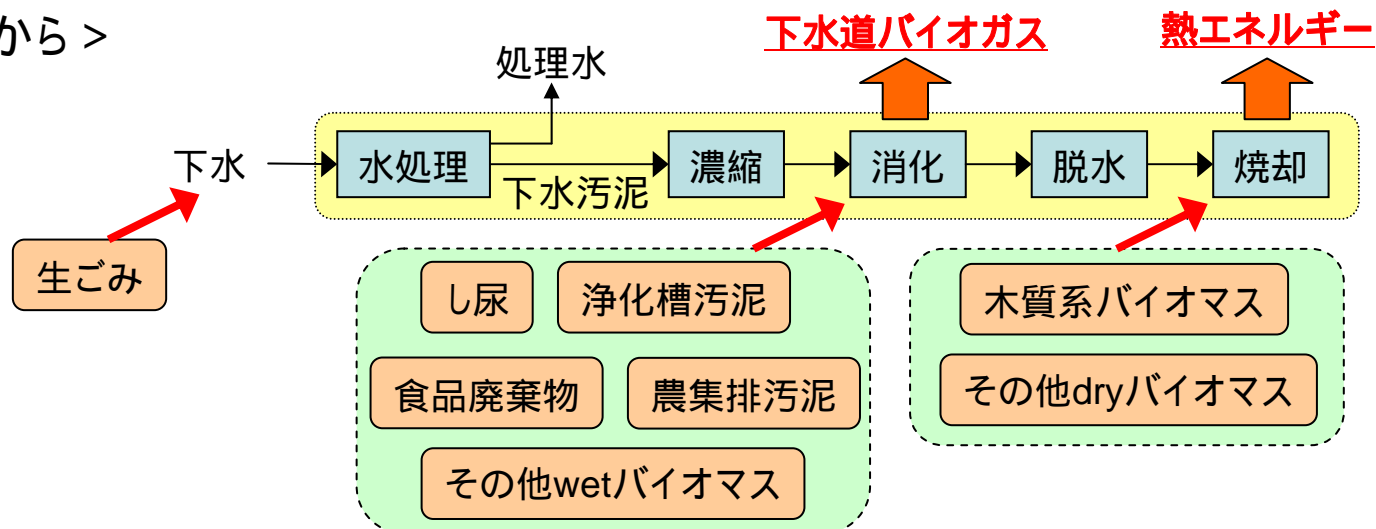 から >
下水道バイオガス
熱エネルギー
処理水
下水
水処理
濃縮
消化
脱水
焼却
下水汚泥
生ごみ
し尿
浄化槽汚泥
木質系バイオマス
食品廃棄物
農集排汚泥
その他dryバイオマス
その他wetバイオマス